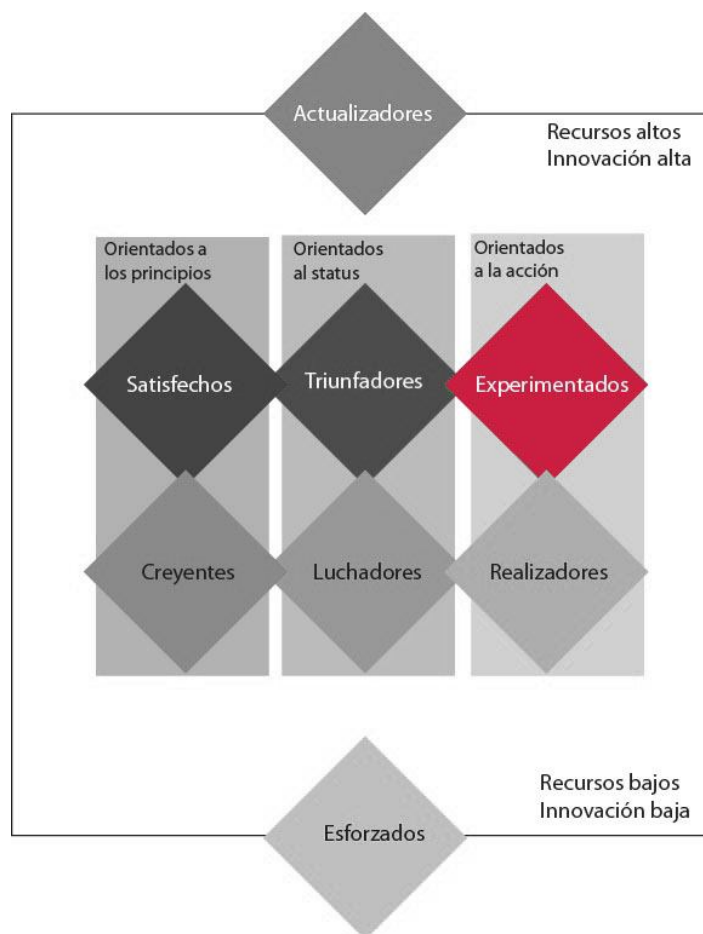 Actualizadores
Recursos altos
Innovación alta
Orientados a
los principios
Orientados
al status
Orientados
a la acción
Satisfechos
Triunfadores
Experimentados
Creyentes
Luchadores
Realizadores
Recursos bajos
Innovación baja
Esforzados